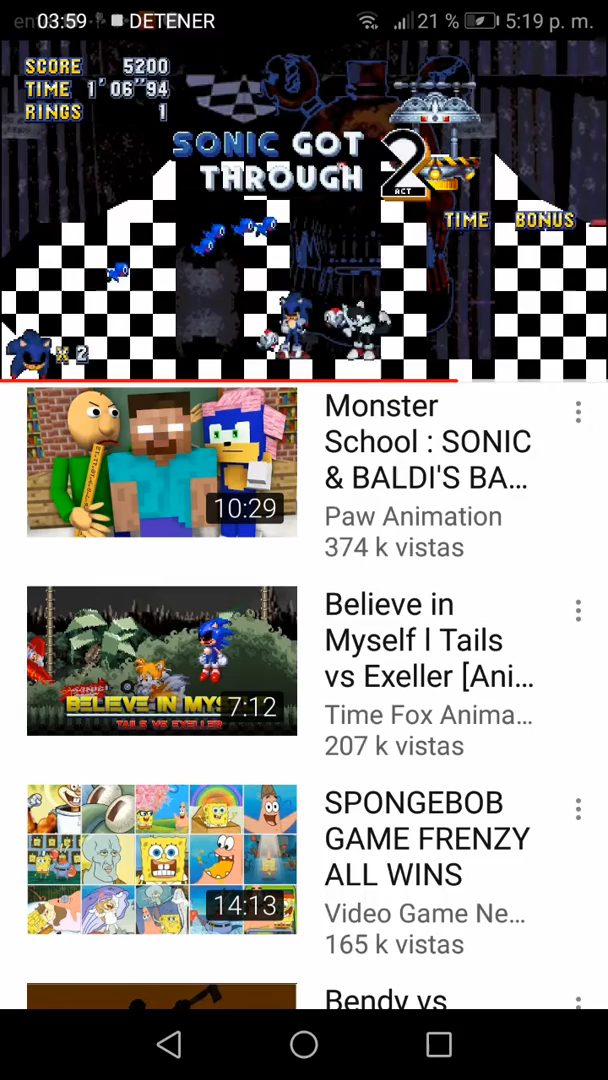 03:59 DETENER 21 % 5:19 p. m.
SCORE 5200
TIME 1'06"94
RINGS 1
SONIC GOT
THROUGH 2
ACT
TIME BONUS
X 2
Monster
School : SONIC
& BALDI'S BA...
10:29
Paw Animation
374 k vistas
Believe in
Myself l Tails
vs Exeller [Ani...
BELIEVE IN MYS
7:12
TAILS VS EXELLER
Time Fox Anima...
207 k vistas
SPONGEBOB
GAME FRENZY
ALL WINS
14:13
Video Game Ne...
165 k vistas
Bendy vs